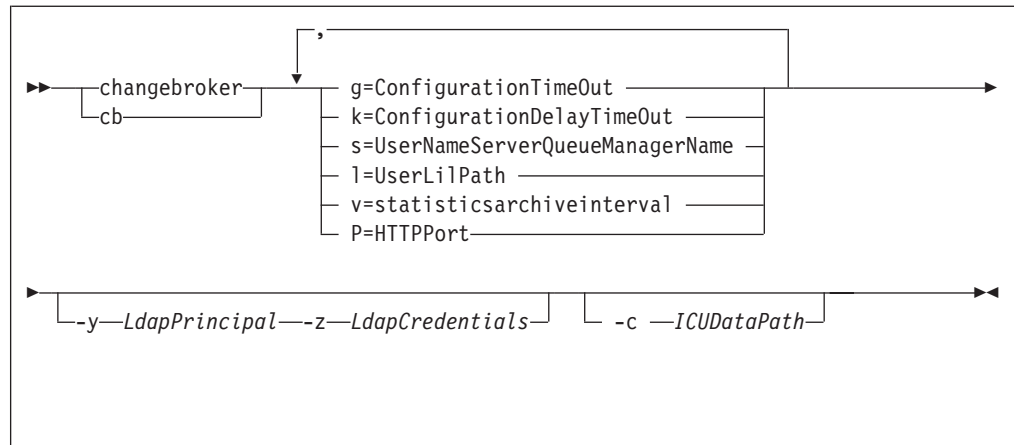 ,
changebroker
cb
g=ConfigurationTimeOut
k=ConfigurationDelayTimeOut
s=UserNameServerQueueManagerName
l=UserLilPath
v=statisticsarchiveinterval
P=HTTPPort
-y LdapPrincipal -z LdapCredentials
-c ICUDataPath